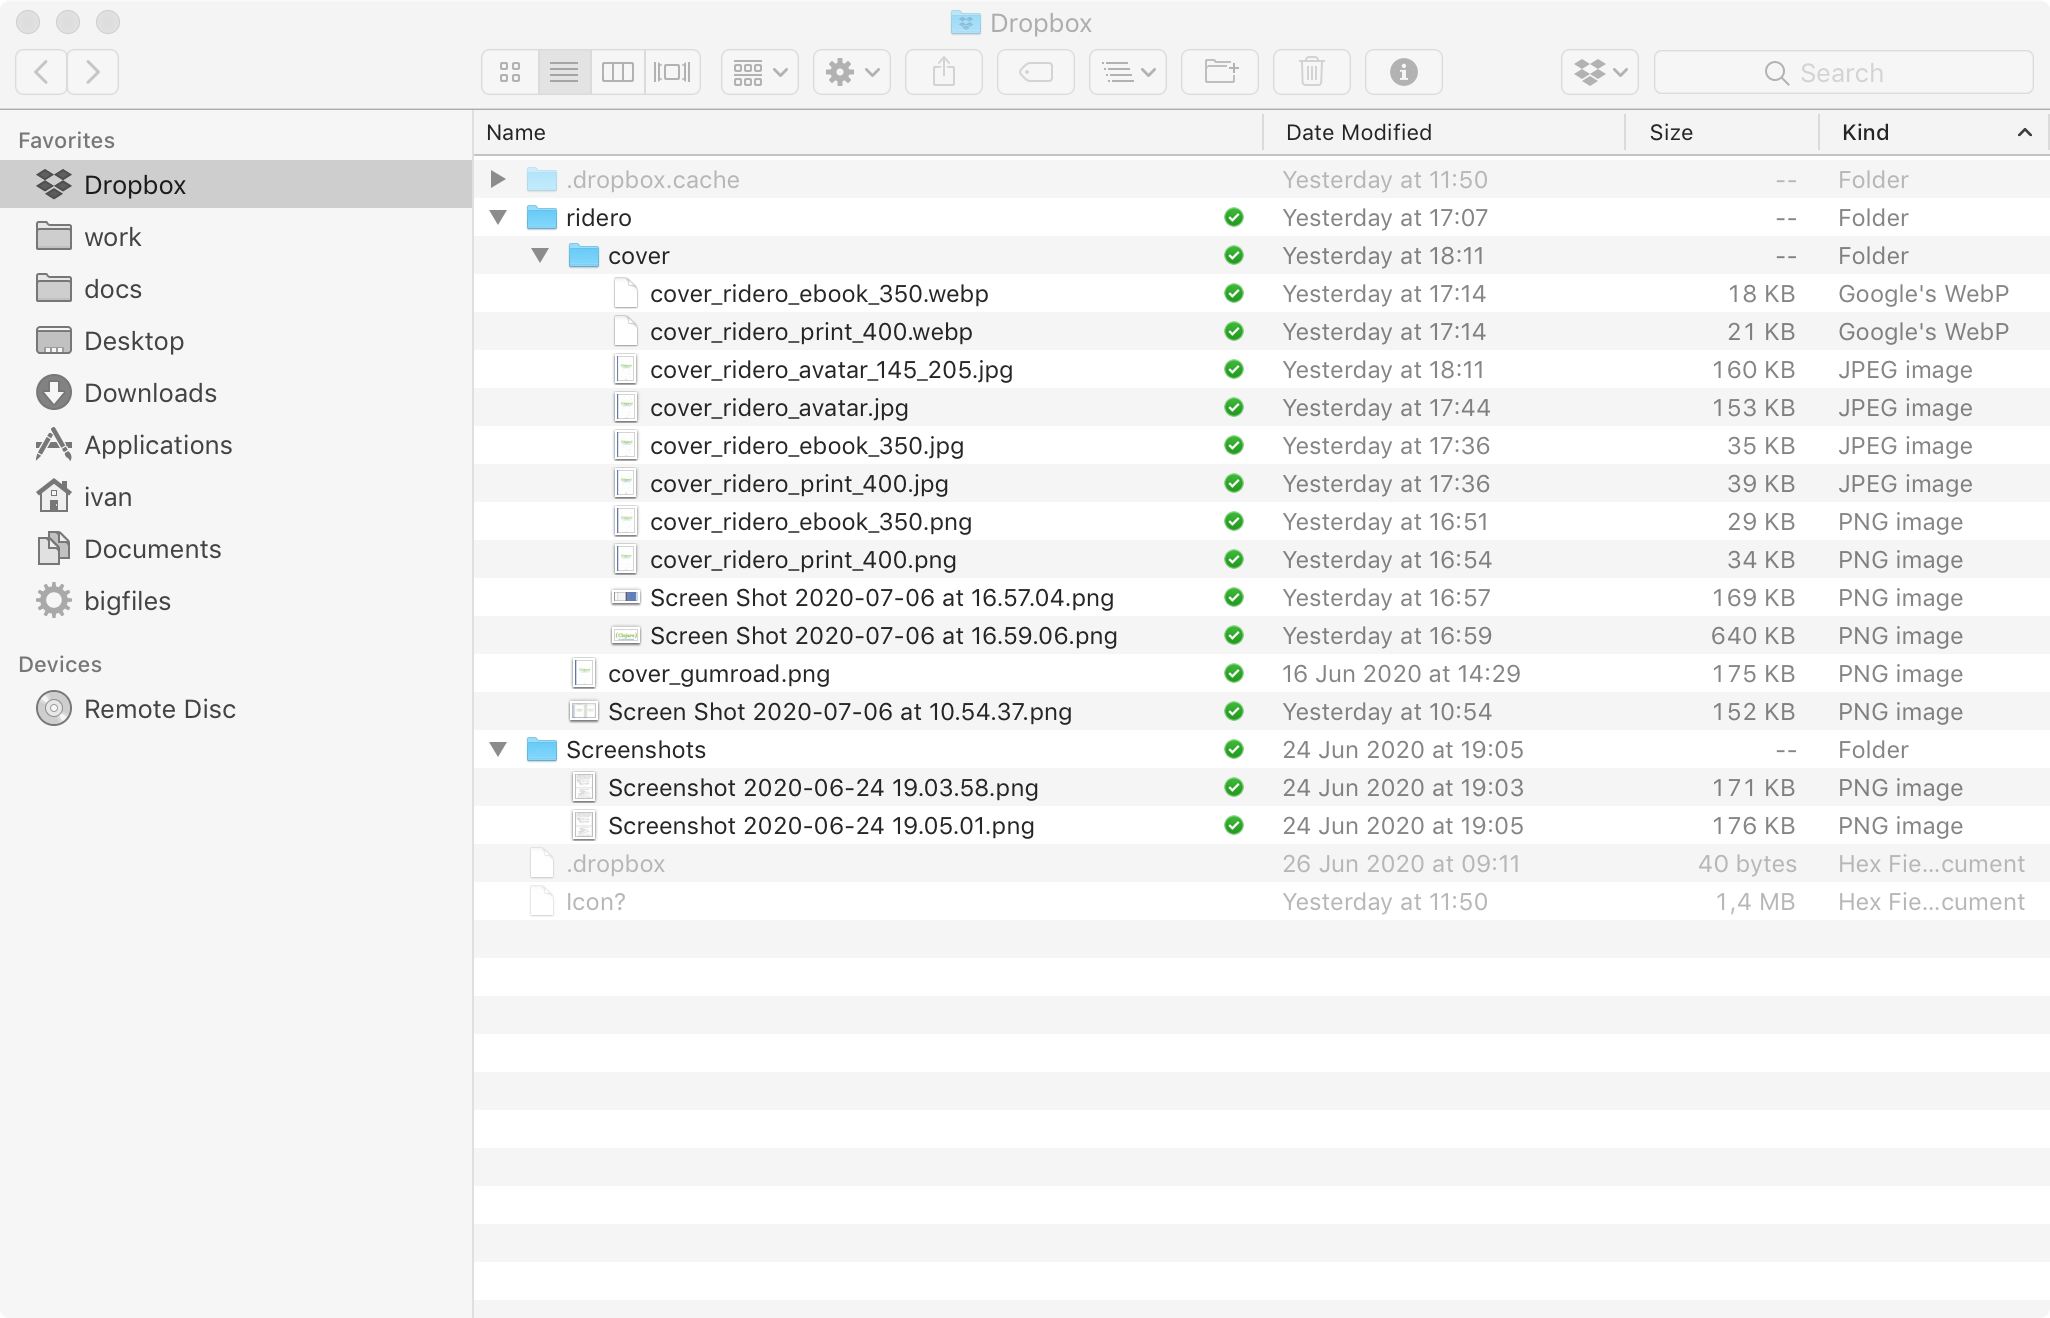 Dropbox
Search
Favorites
Dropbox
work
docs
Desktop
Downloads
Applications
ivan
Documents
bigfiles
Devices
Remote Disc
Name Date Modified Size Kind
.dropbox.cache Yesterday at 11:50 -- Folder
ridero Yesterday at 17:07 -- Folder
cover Yesterday at 18:11 -- Folder
cover_ridero_ebook_350.webp Yesterday at 17:14 18 KB Google's WebP
cover_ridero_print_400.webp Yesterday at 17:14 21 KB Google's WebP
cover_ridero_avatar_145_205.jpg Yesterday at 18:11 160 KB JPEG image
cover_ridero_avatar.jpg Yesterday at 17:44 153 KB JPEG image
cover_ridero_ebook_350.jpg Yesterday at 17:36 35 KB JPEG image
cover_ridero_print_400.jpg Yesterday at 17:36 39 KB JPEG image
cover_ridero_ebook_350.png Yesterday at 16:51 29 KB PNG image
cover_ridero_print_400.png Yesterday at 16:54 34 KB PNG image
Screen Shot 2020-07-06 at 16.57.04.png Yesterday at 16:57 169 KB PNG image
Screen Shot 2020-07-06 at 16.59.06.png Yesterday at 16:59 640 KB PNG image
cover_gumroad.png 16 Jun 2020 at 14:29 175 KB PNG image
Screen Shot 2020-07-06 at 10.54.37.png Yesterday at 10:54 152 KB PNG image
Screenshots 24 Jun 2020 at 19:05 -- Folder
Screenshot 2020-06-24 19.03.58.png 24 Jun 2020 at 19:03 171 KB PNG image
Screenshot 2020-06-24 19.05.01.png 24 Jun 2020 at 19:05 176 KB PNG image
.dropbox 26 Jun 2020 at 09:11 40 bytes Hex Fie...cument
Icon? Yesterday at 11:50 1,4 MB Hex Fie...cument